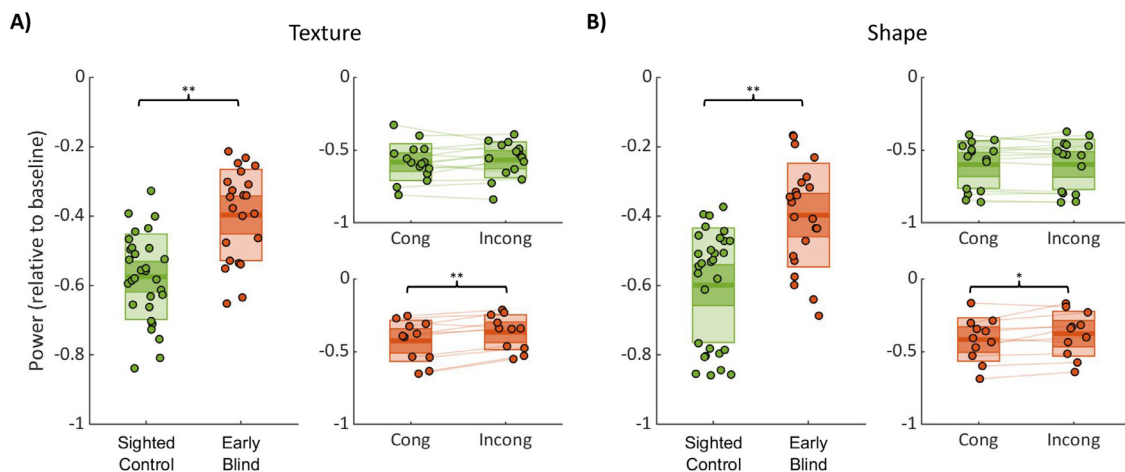 A)
Texture
Power (relative to baseline)
0
-0.2
-0.4
-0.6
-0.8
-1
**
Sighted
Control
Early
Blind
0
-0.5
-1
Cong
Incong
0
-0.5
-1
**
Cong
Incong
B)
Shape
0
-0.2
-0.4
-0.6
-0.8
-1
**
Sighted
Control
Early
Blind
0
-0.5
-1
Cong
Incong
0
-0.5
-1
*
Cong
Incong